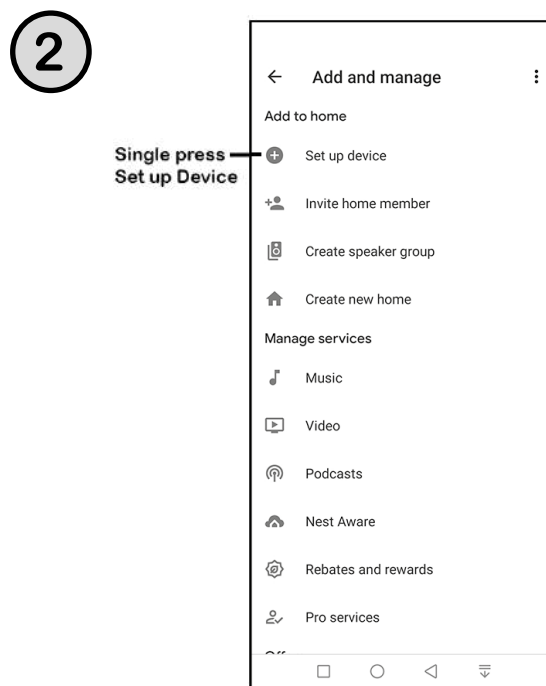 2
Add and manage
Add to home
Single press
Set up Device
Set up device
Invite home member
Create speaker group
Create new home
Manage services
Music
Video
Podcasts
Nest Aware
Rebates and rewards
Pro services